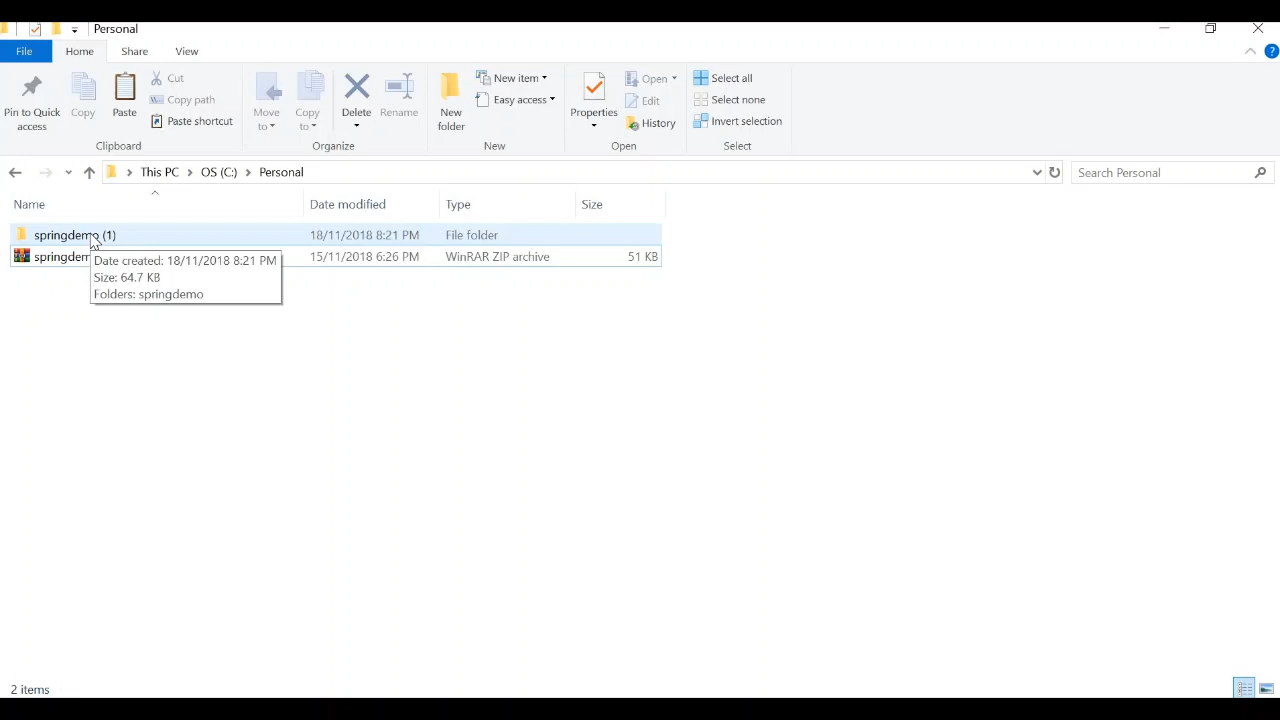 Personal
File Home Share View
Pin to Quick access
Copy
Paste
Cut
Copy path
Paste shortcut
Clipboard
Move to
Copy to
Delete
Rename
Organize
New folder
New item
Easy access
New
Properties
Open
Edit
History
Open
Select all
Select none
Invert selection
Select
This PC OS (C:) Personal
Search Personal
Name Date modified Type Size
springdemo (1) 18/11/2018 8:21 PM File folder
15/11/2018 6:26 PM WinRAR ZIP archive 51 KB
Date created: 18/11/2018 8:21 PM
Size: 64.7 KB
Folders: springdemo
2 items